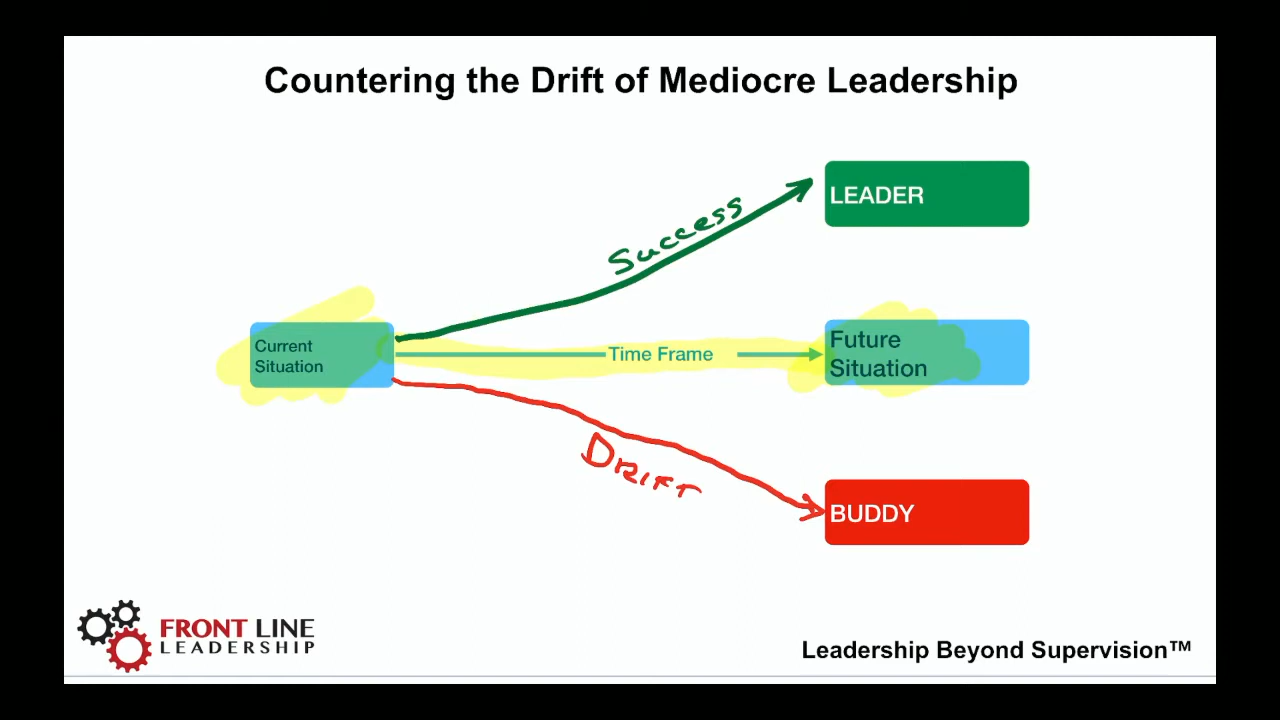 Countering the Drift of Mediocre Leadership
LEADER
Success
Current
Situation
Time Frame
Future
Situation
DRIFT
BUDDY
FRONT LINE
LEADERSHIP
Leadership Beyond Supervision™